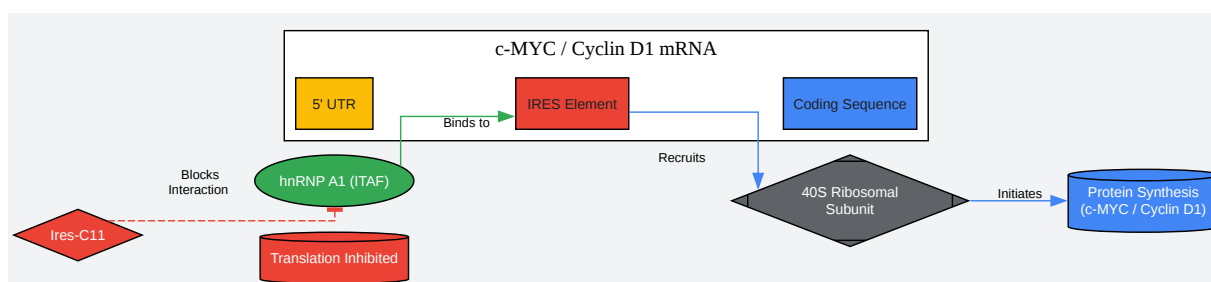 c-MYC / Cyclin D1 mRNA
5' UTR
IRES Element
Coding Sequence
Binds to
Recruits
Blocks
Interaction
hnRNP A1 (ITAF)
40S Ribosomal
Subunit
Initiates
Protein Synthesis
(c-MYC / Cyclin D1)
Ires-C11
Translation Inhibited